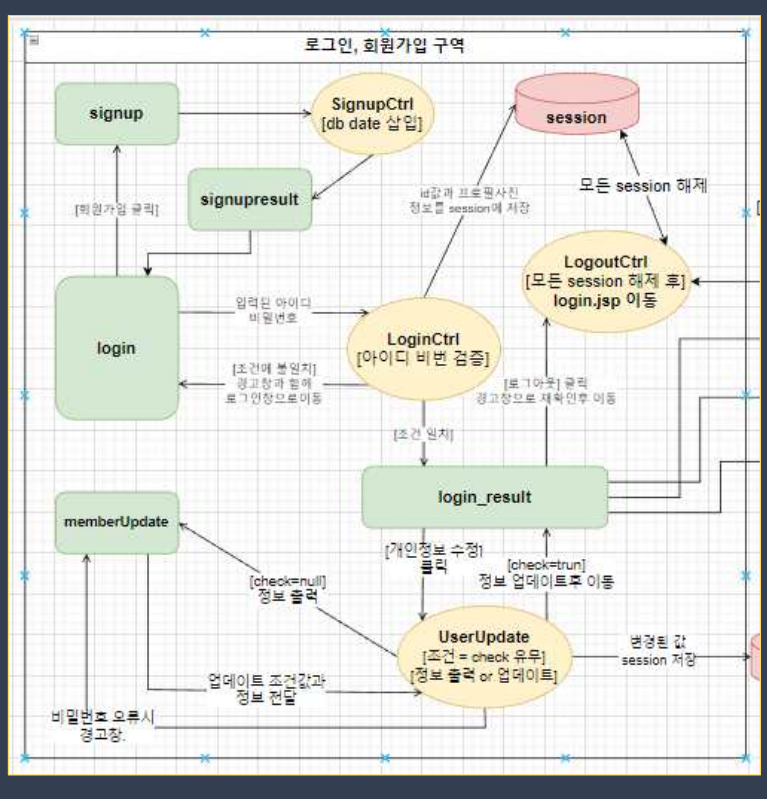 로그인, 회원가입 구역
signup
SignupCtrl
[db date 삽입]
session
signupresult
[회원가입 클릭]
id값과 프로필사진
정보를 session에 저장
모든 session 해제
LogoutCtrl
[모든 session 해제 후]
login.jsp 이동
login
입력된 아이디
비밀번호
LoginCtrl
[아이디 비번 검증]
[조건에 불일치]
경고창과 함께
로그인창으로이동
[로그아웃] 클릭
경고창으로 재확인후 이동
[조건 일치]
login_result
memberUpdate
[개인정보 수정]
클릭
[check=trun]
정보 업데이트후 이동
[check=null]
정보 출력
UserUpdate
[조건 = check 유무]
[정보 출력 or 업데이트]
변경된 값
session 저장
업데이트 조건값과
정보 전달
비밀번호 오류시
경고창.